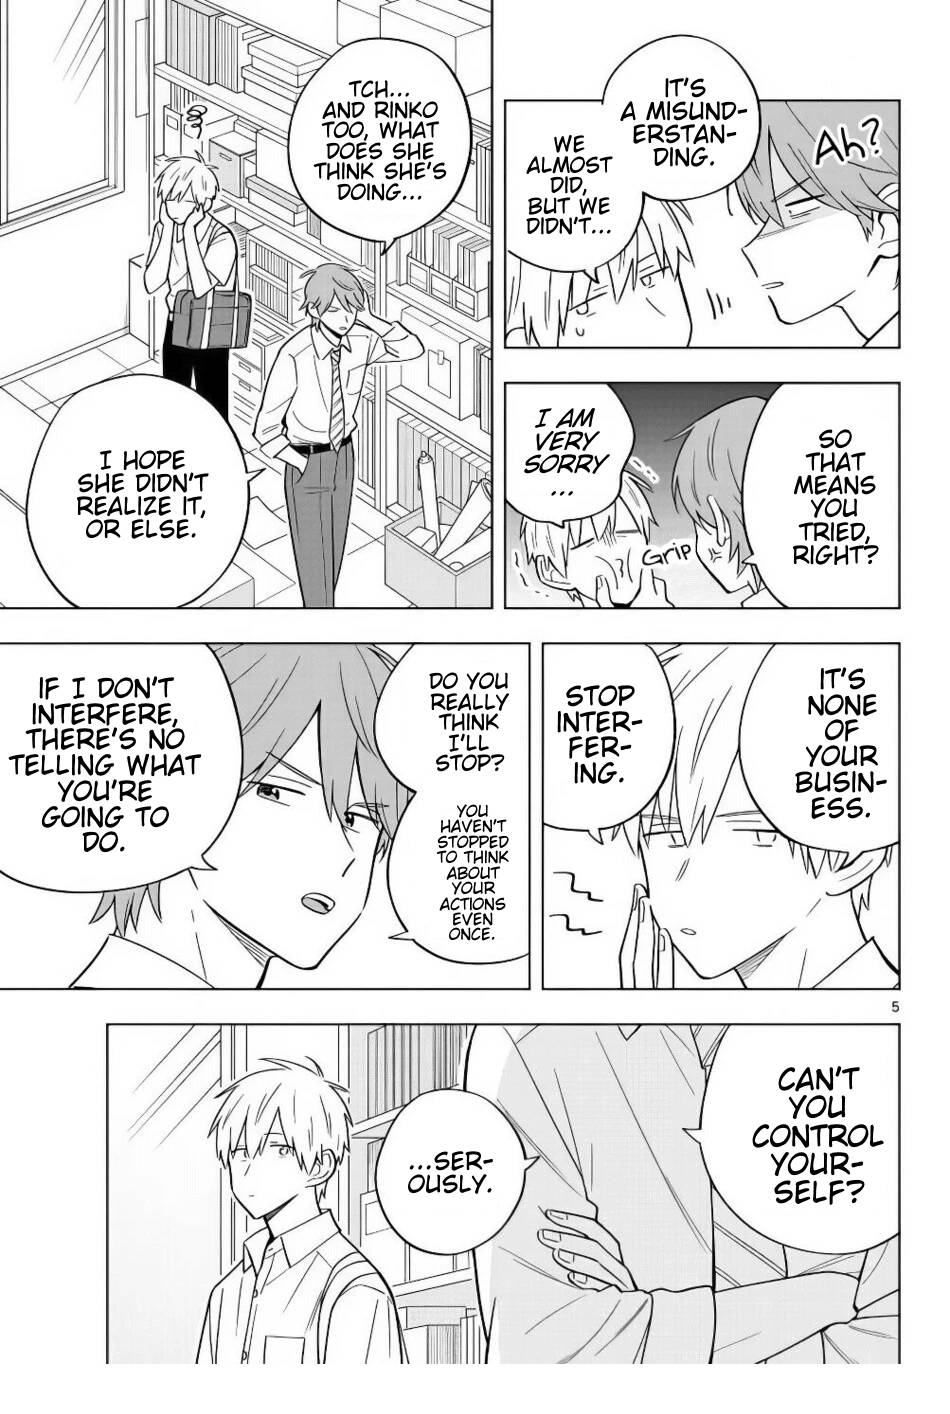 IT'S
A MISUND-
ERSTAN-
DING.
WE
ALMOST
DID,
BUT WE
DIDN'T...
Ah?
TCH...
AND RINKO
TOO, WHAT
DOES SHE
THINK SHE'S
DOING...
I HOPE
SHE DIDN'T
REALIZE IT,
OR ELSE.
SO
THAT
MEANS
YOU
TRIED,
RIGHT?
I AM
VERY
SORRY
...
Grip
IT'S
NONE
OF
YOUR
BUSIN-
ESS.
STOP
INTER-
FER-
ING.
DO YOU
REALLY
THINK
I'LL
STOP?
YOU
HAVEN'T
STOPPED
TO THINK
ABOUT
YOUR
ACTIONS
EVEN
ONCE.
IF I DON'T
INTERFERE,
THERE'S NO
TELLING WHAT
YOU'RE
GOING TO
DO.
5
CAN'T
YOU
CONTROL
YOUR-
SELF?
...SER-
OUSLY.